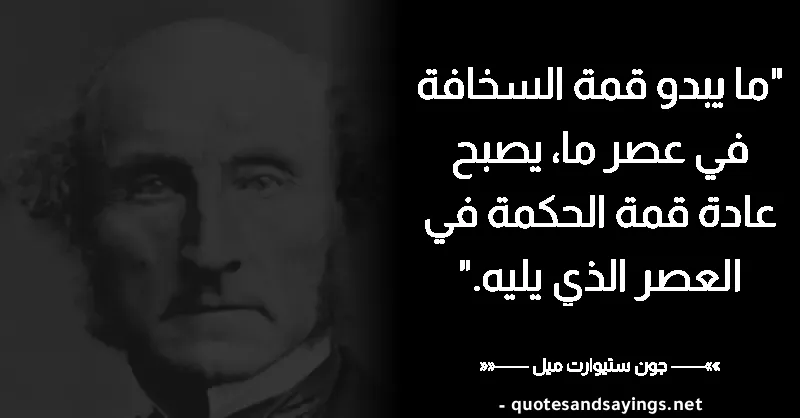 "ما يبدو قمة السخافة
في عصر ما، يصبح
عادة قمة الحكمة في
العصر الذي يليه."
»»—— جون ستيوارت ميل ——««
- quotesandsayings.net